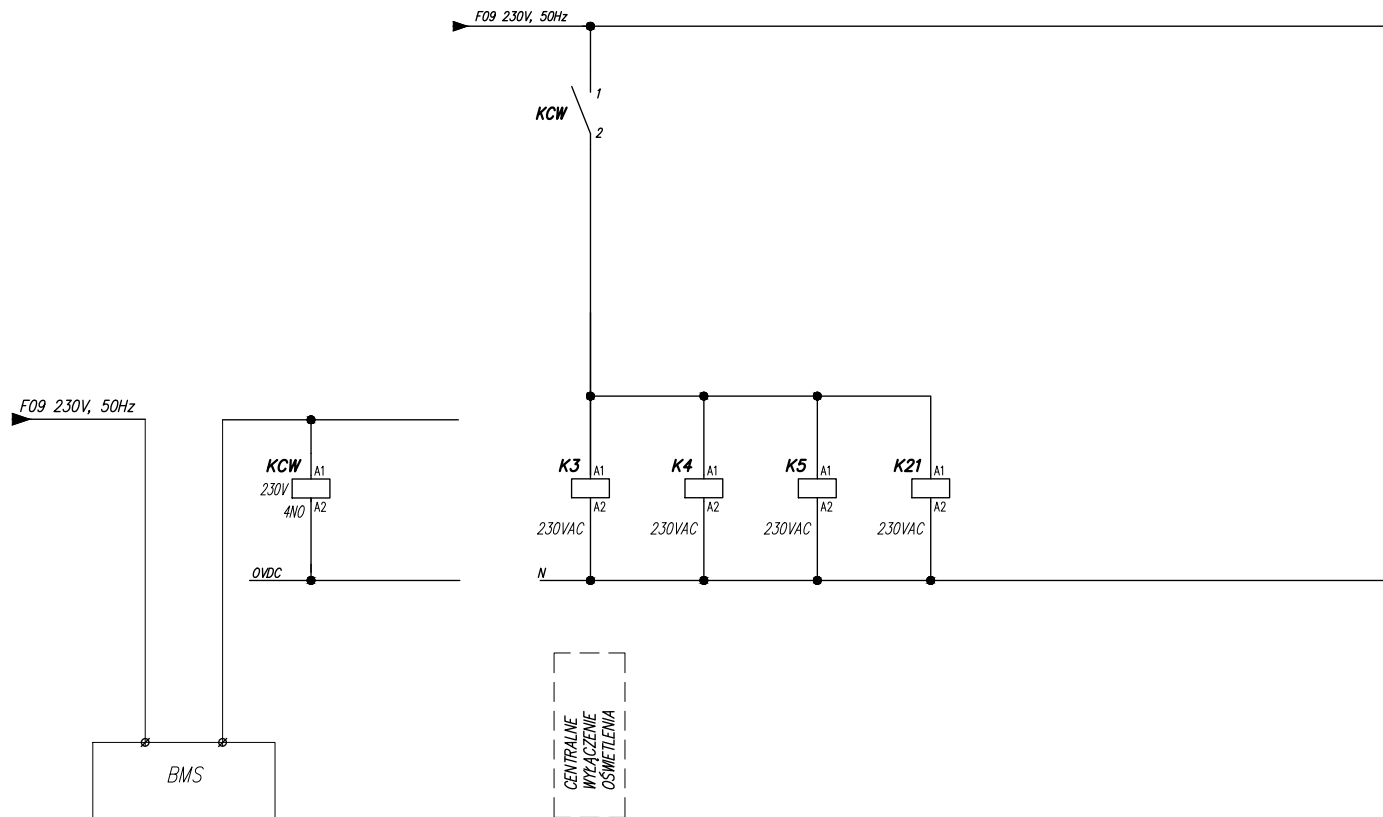 F09 230V, 50Hz
1
KCW
2
F09 230V, 50Hz
KCW A1
230V
4NO A2
0VDC
K3 A1
A2
230VAC
K4 A1
A2
230VAC
K5 A1
A2
230VAC
K21 A1
A2
230VAC
N
BMS
CENTRALNE
WYŁĄCZENIE
OŚWIETLENIA